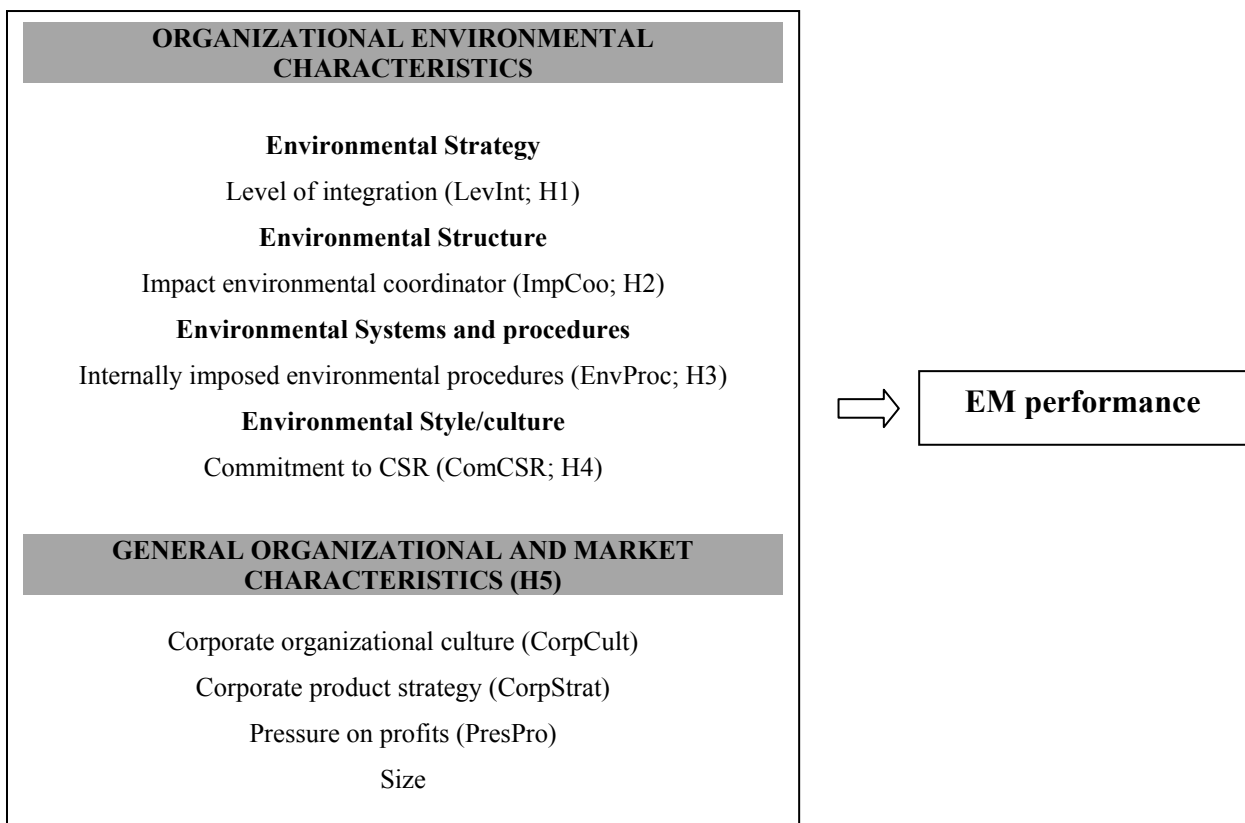 ORGANIZATIONAL ENVIRONMENTAL
CHARACTERISTICS
Environmental Strategy
Level of integration (LevInt; H1)
Environmental Structure
Impact environmental coordinator (ImpCoo; H2)
Environmental Systems and procedures
Internally imposed environmental procedures (EnvProc; H3)
Environmental Style/culture
Commitment to CSR (ComCSR; H4)
GENERAL ORGANIZATIONAL AND MARKET
CHARACTERISTICS (H5)
Corporate organizational culture (CorpCult)
Corporate product strategy (CorpStrat)
Pressure on profits (PresPro)
Size
EM performance